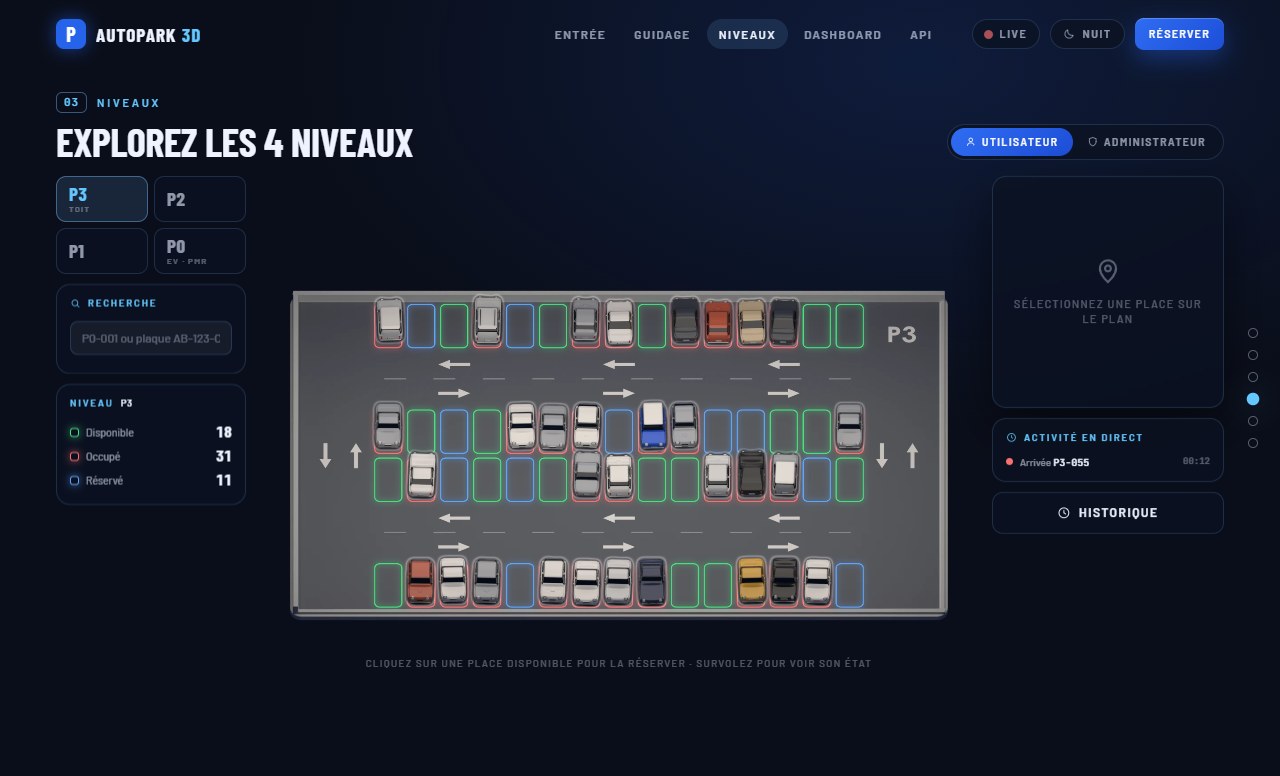 P AUTOPARK 3D
ENTRÉE GUIDAGE NIVEAUX DASHBOARD API LIVE NUIT RÉSERVER
03 NIVEAUX
EXPLOREZ LES 4 NIVEAUX
UTILISATEUR ADMINISTRATEUR
P3
TOIT
P2
P1
P0
EV · PMR
RECHERCHE
P0-001 ou plaque AB-123-C
NIVEAU P3
Disponible 18
Occupé 31
Réservé 11
P3
SÉLECTIONNEZ UNE PLACE SUR
LE PLAN
ACTIVITÉ EN DIRECT
Arrivée P3-055 00:12
HISTORIQUE
CLIQUEZ SUR UNE PLACE DISPONIBLE POUR LA RÉSERVER · SURVOLEZ POUR VOIR SON ÉTAT